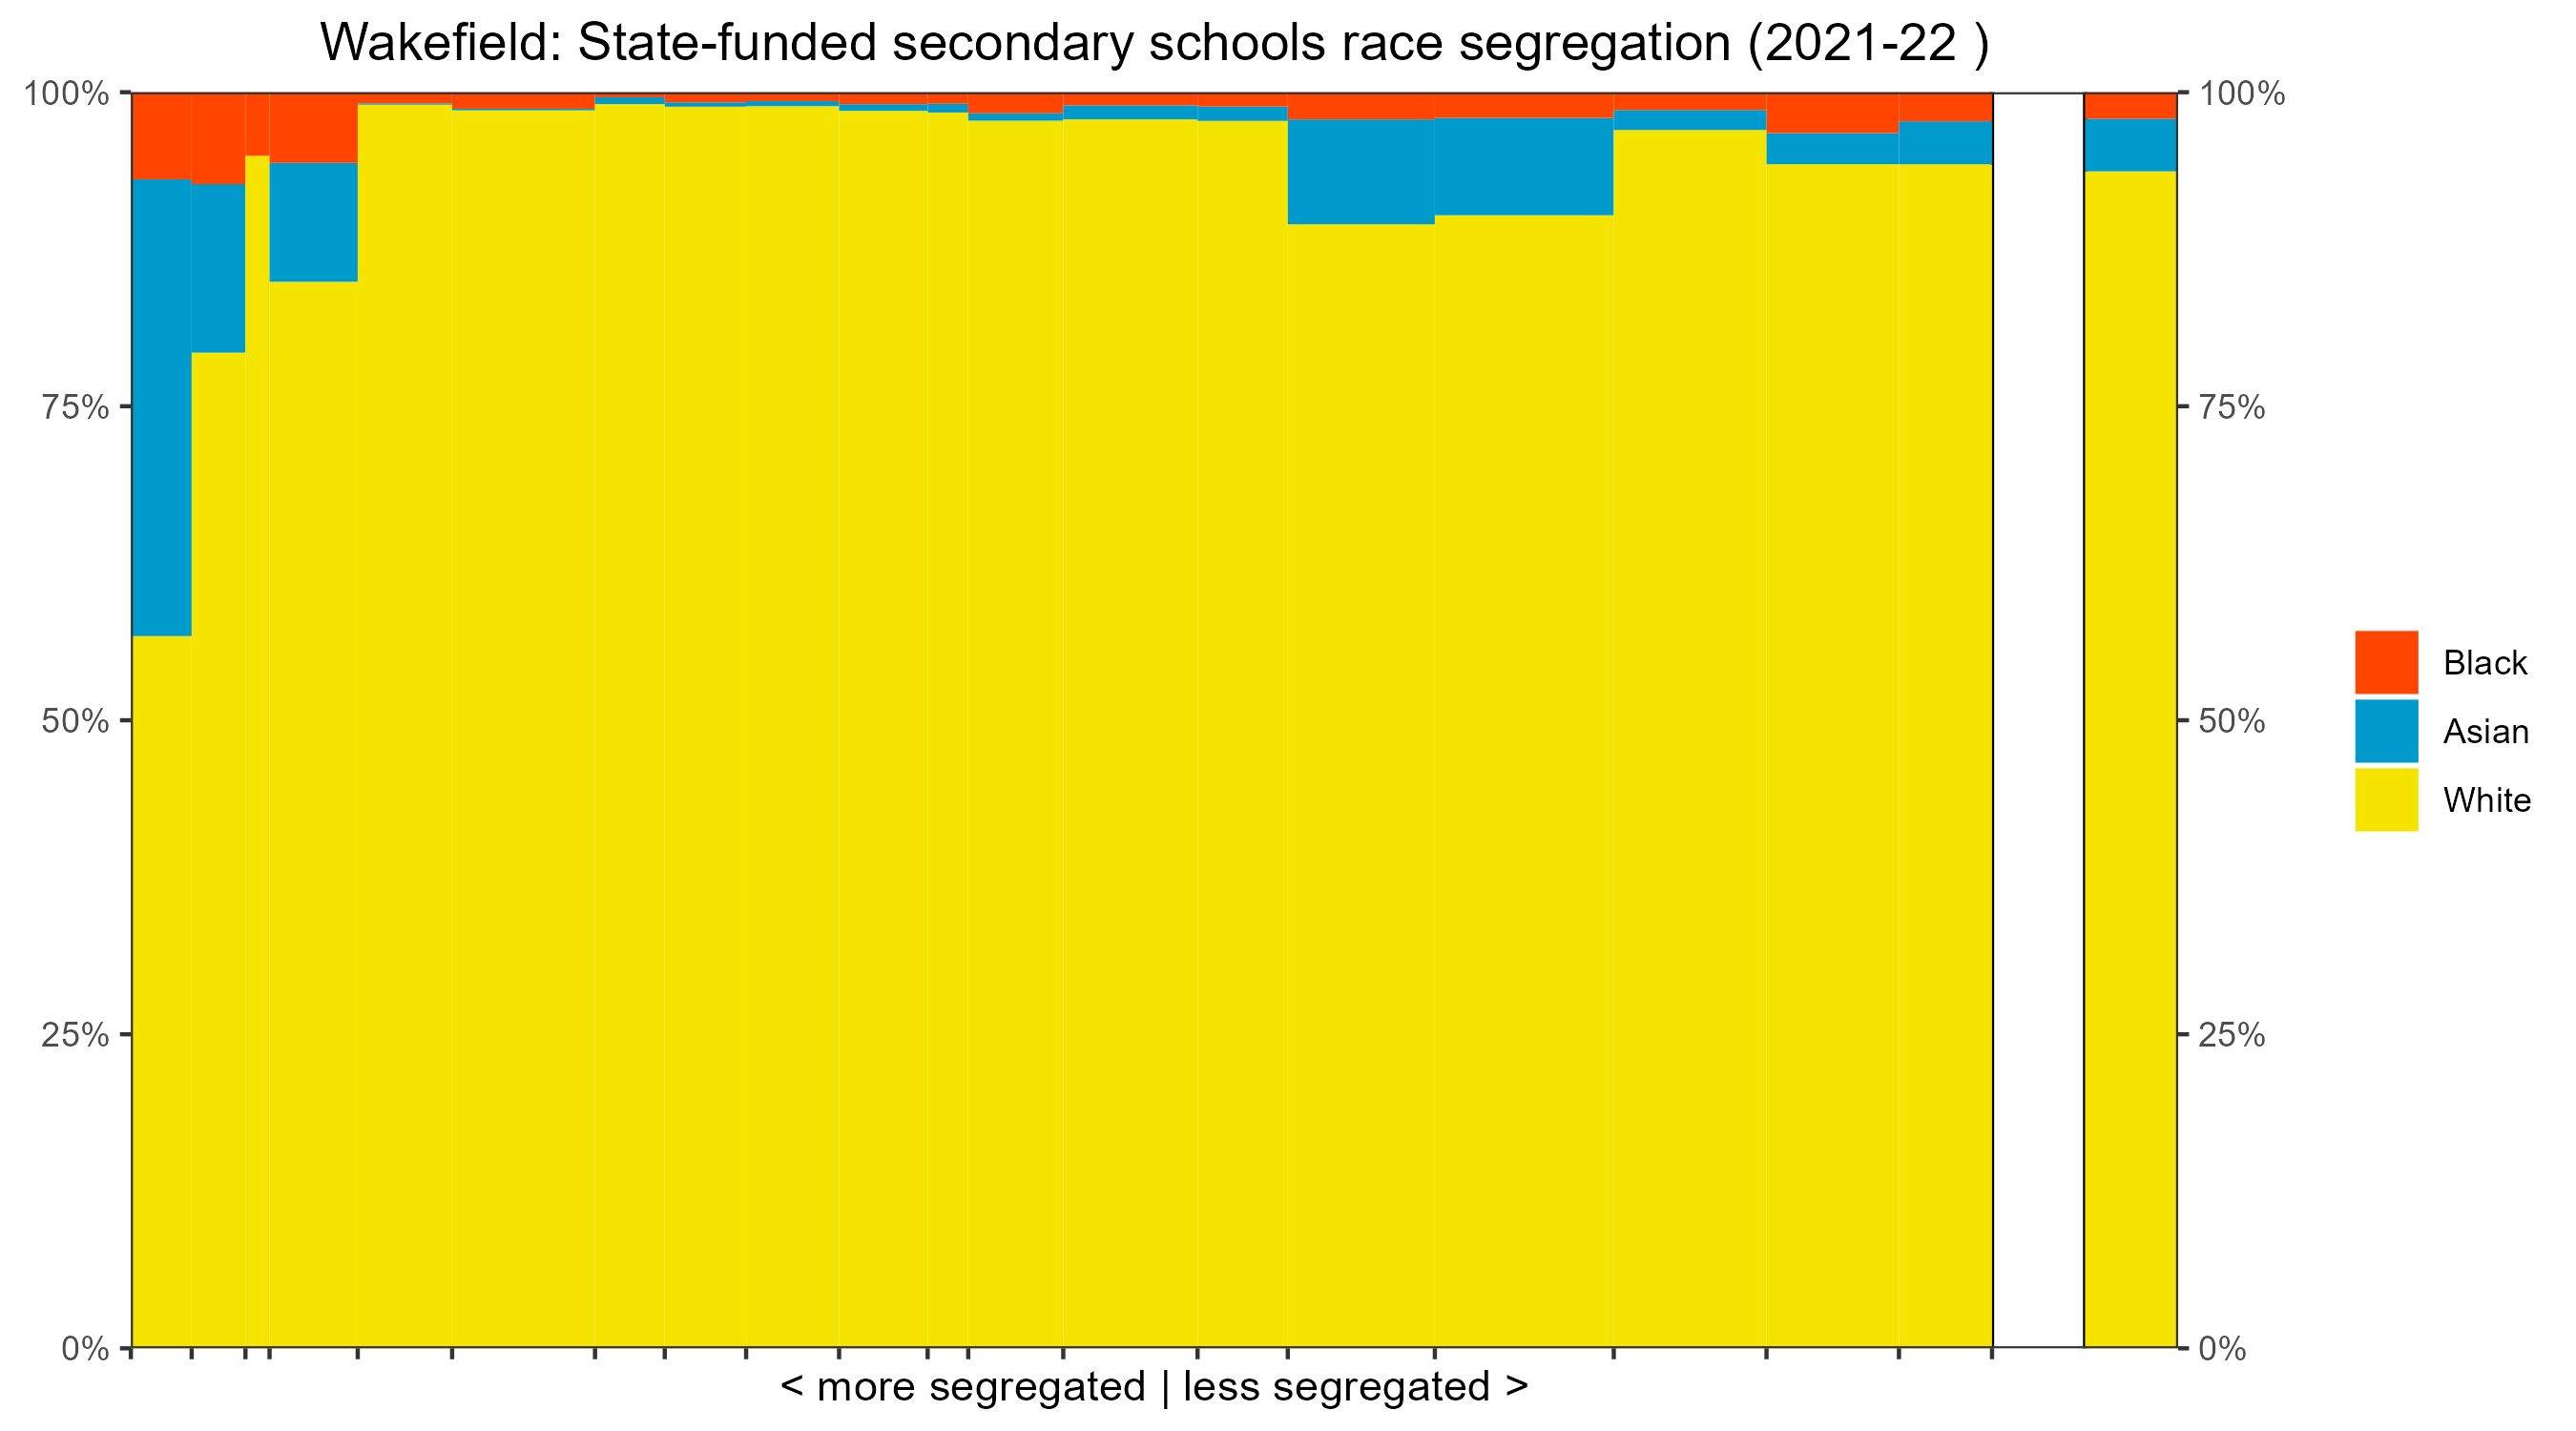 Wakefield: State-funded secondary schools race segregation (2021-22 )
100%
75%
50%
25%
0%
100%
75%
50%
25%
0%
Black
Asian
White
< more segregated | less segregated >